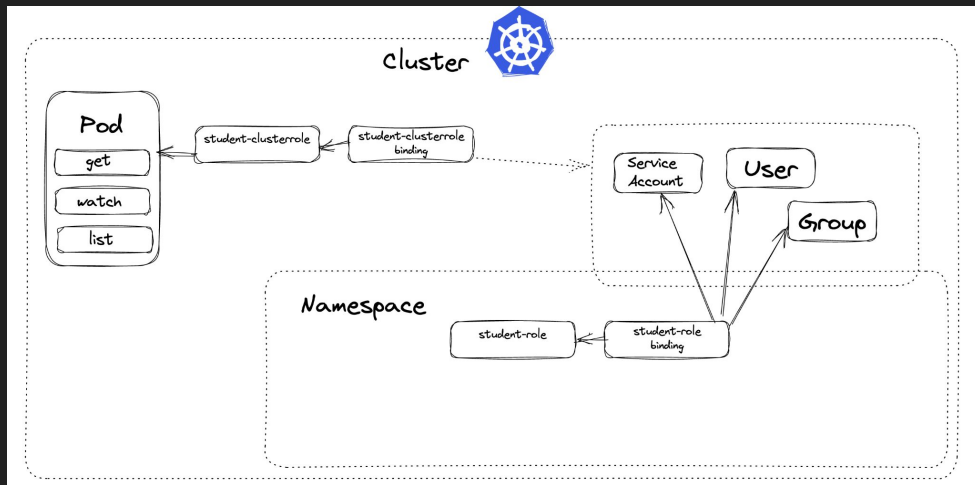 Cluster
Pod
get
watch
list
student-clusterrole
student-clusterrole
binding
Service
Account
User
Group
Namespace
student-role
student-role
binding